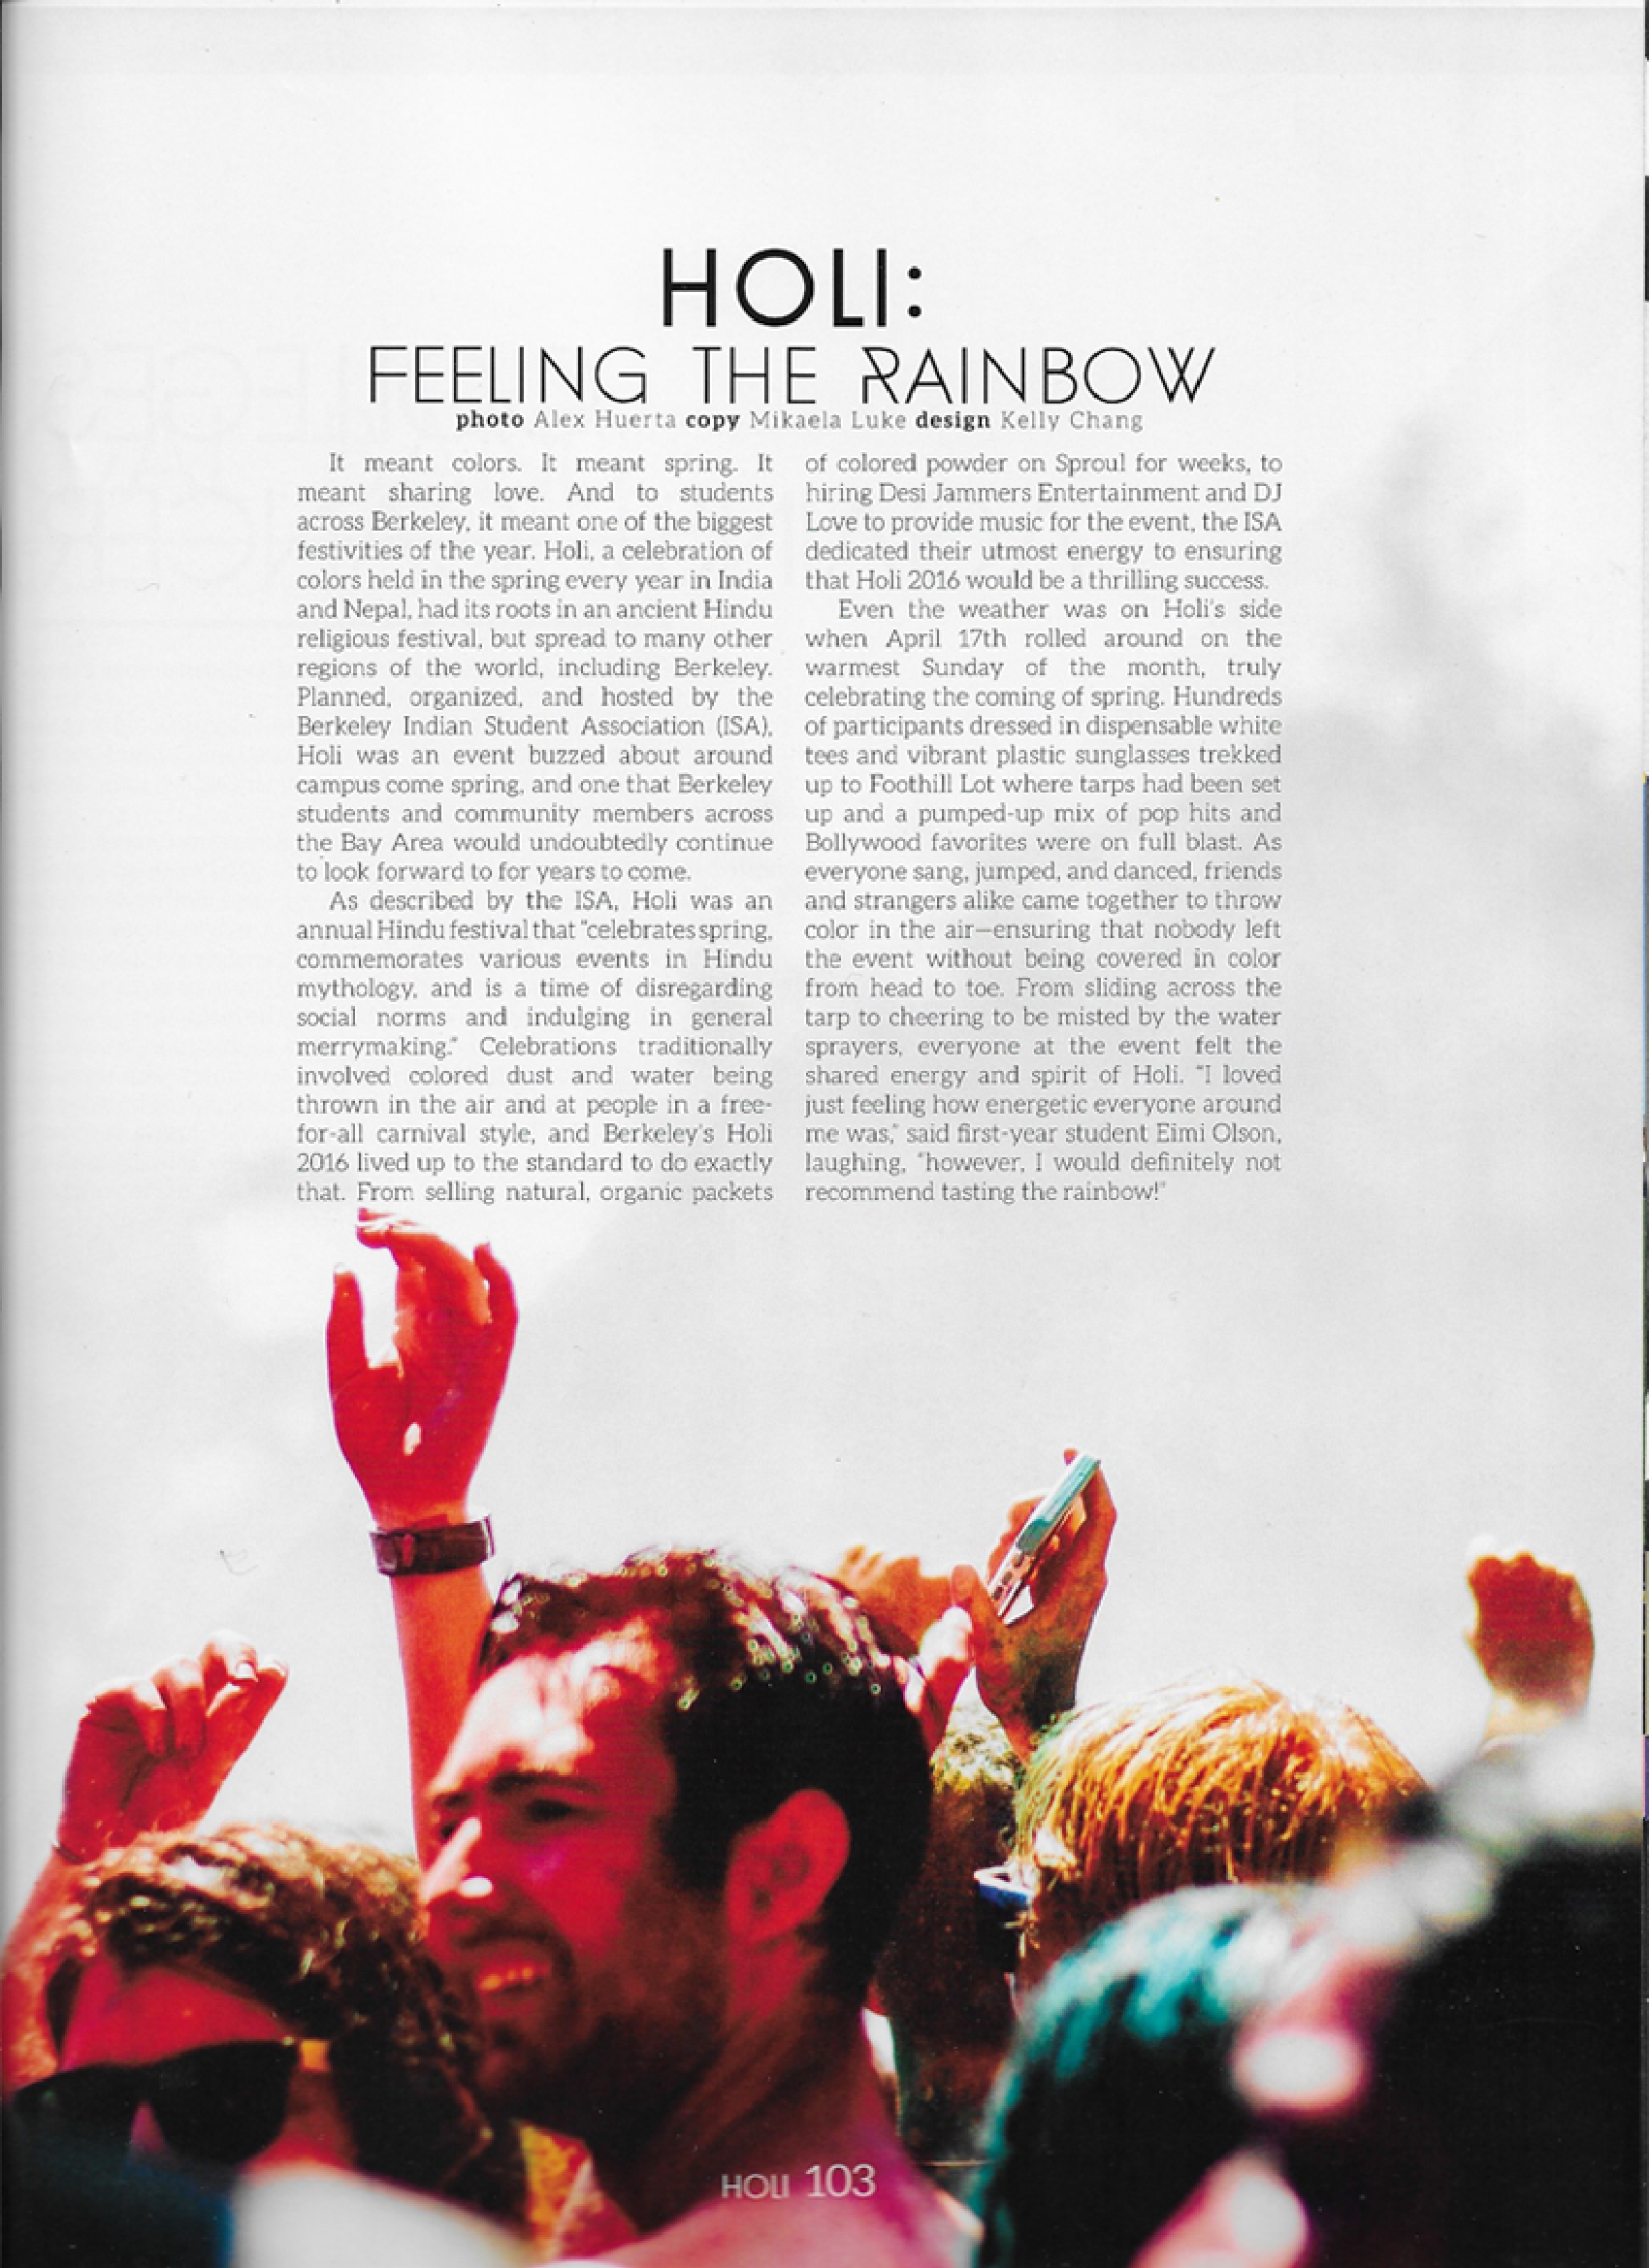 HOLI:
FEELING THE RAINBOW
photo Alex Huerta copy Mikaela Luke design Kelly Chang
It meant colors. It meant spring. It
meant sharing love. And to students
across Berkeley, it meant one of the biggest
festivities of the year. Holi, a celebration of
colors held in the spring every year in India
and Nepal, had its roots in an ancient Hindu
religious festival, but spread to many other
regions of the world, including Berkeley.
Planned, organized, and hosted by the
Berkeley Indian Student Association (ISA),
Holi was an event buzzed about around
campus come spring, and one that Berkeley
students and community members across
the Bay Area would undoubtedly continue
to look forward to for years to come.
As described by the ISA, Holi was an
annual Hindu festival that "celebrates spring,
commemorates various events in Hindu
mythology, and is a time of disregarding
social norms and indulging in general
merrymaking." Celebrations traditionally
involved colored dust and water being
thrown in the air and at people in a free-
for-all carnival style, and Berkeley's Holi
2016 lived up to the standard to do exactly
that. From selling natural, organic packets
of colored powder on Sproul for weeks, to
hiring Desi Jammers Entertainment and DJ
Love to provide music for the event, the ISA
dedicated their utmost energy to ensuring
that Holi 2016 would be a thrilling success.
Even the weather was on Holi's side
when April 17th rolled around on the
warmest Sunday of the month, truly
celebrating the coming of spring. Hundreds
of participants dressed in dispensable white
tees and vibrant plastic sunglasses trekked
up to Foothill Lot where tarps had been set
up and a pumped-up mix of pop hits and
Bollywood favorites were on full blast. As
everyone sang, jumped, and danced, friends
and strangers alike came together to throw
color in the air—ensuring that nobody left
the event without being covered in color
from head to toe. From sliding across the
tarp to cheering to be misted by the water
sprayers, everyone at the event felt the
shared energy and spirit of Holi. "I loved
just feeling how energetic everyone around
me was," said first-year student Eimi Olson,
laughing, "however, I would definitely not
recommend tasting the rainbow!"
HOLI 103